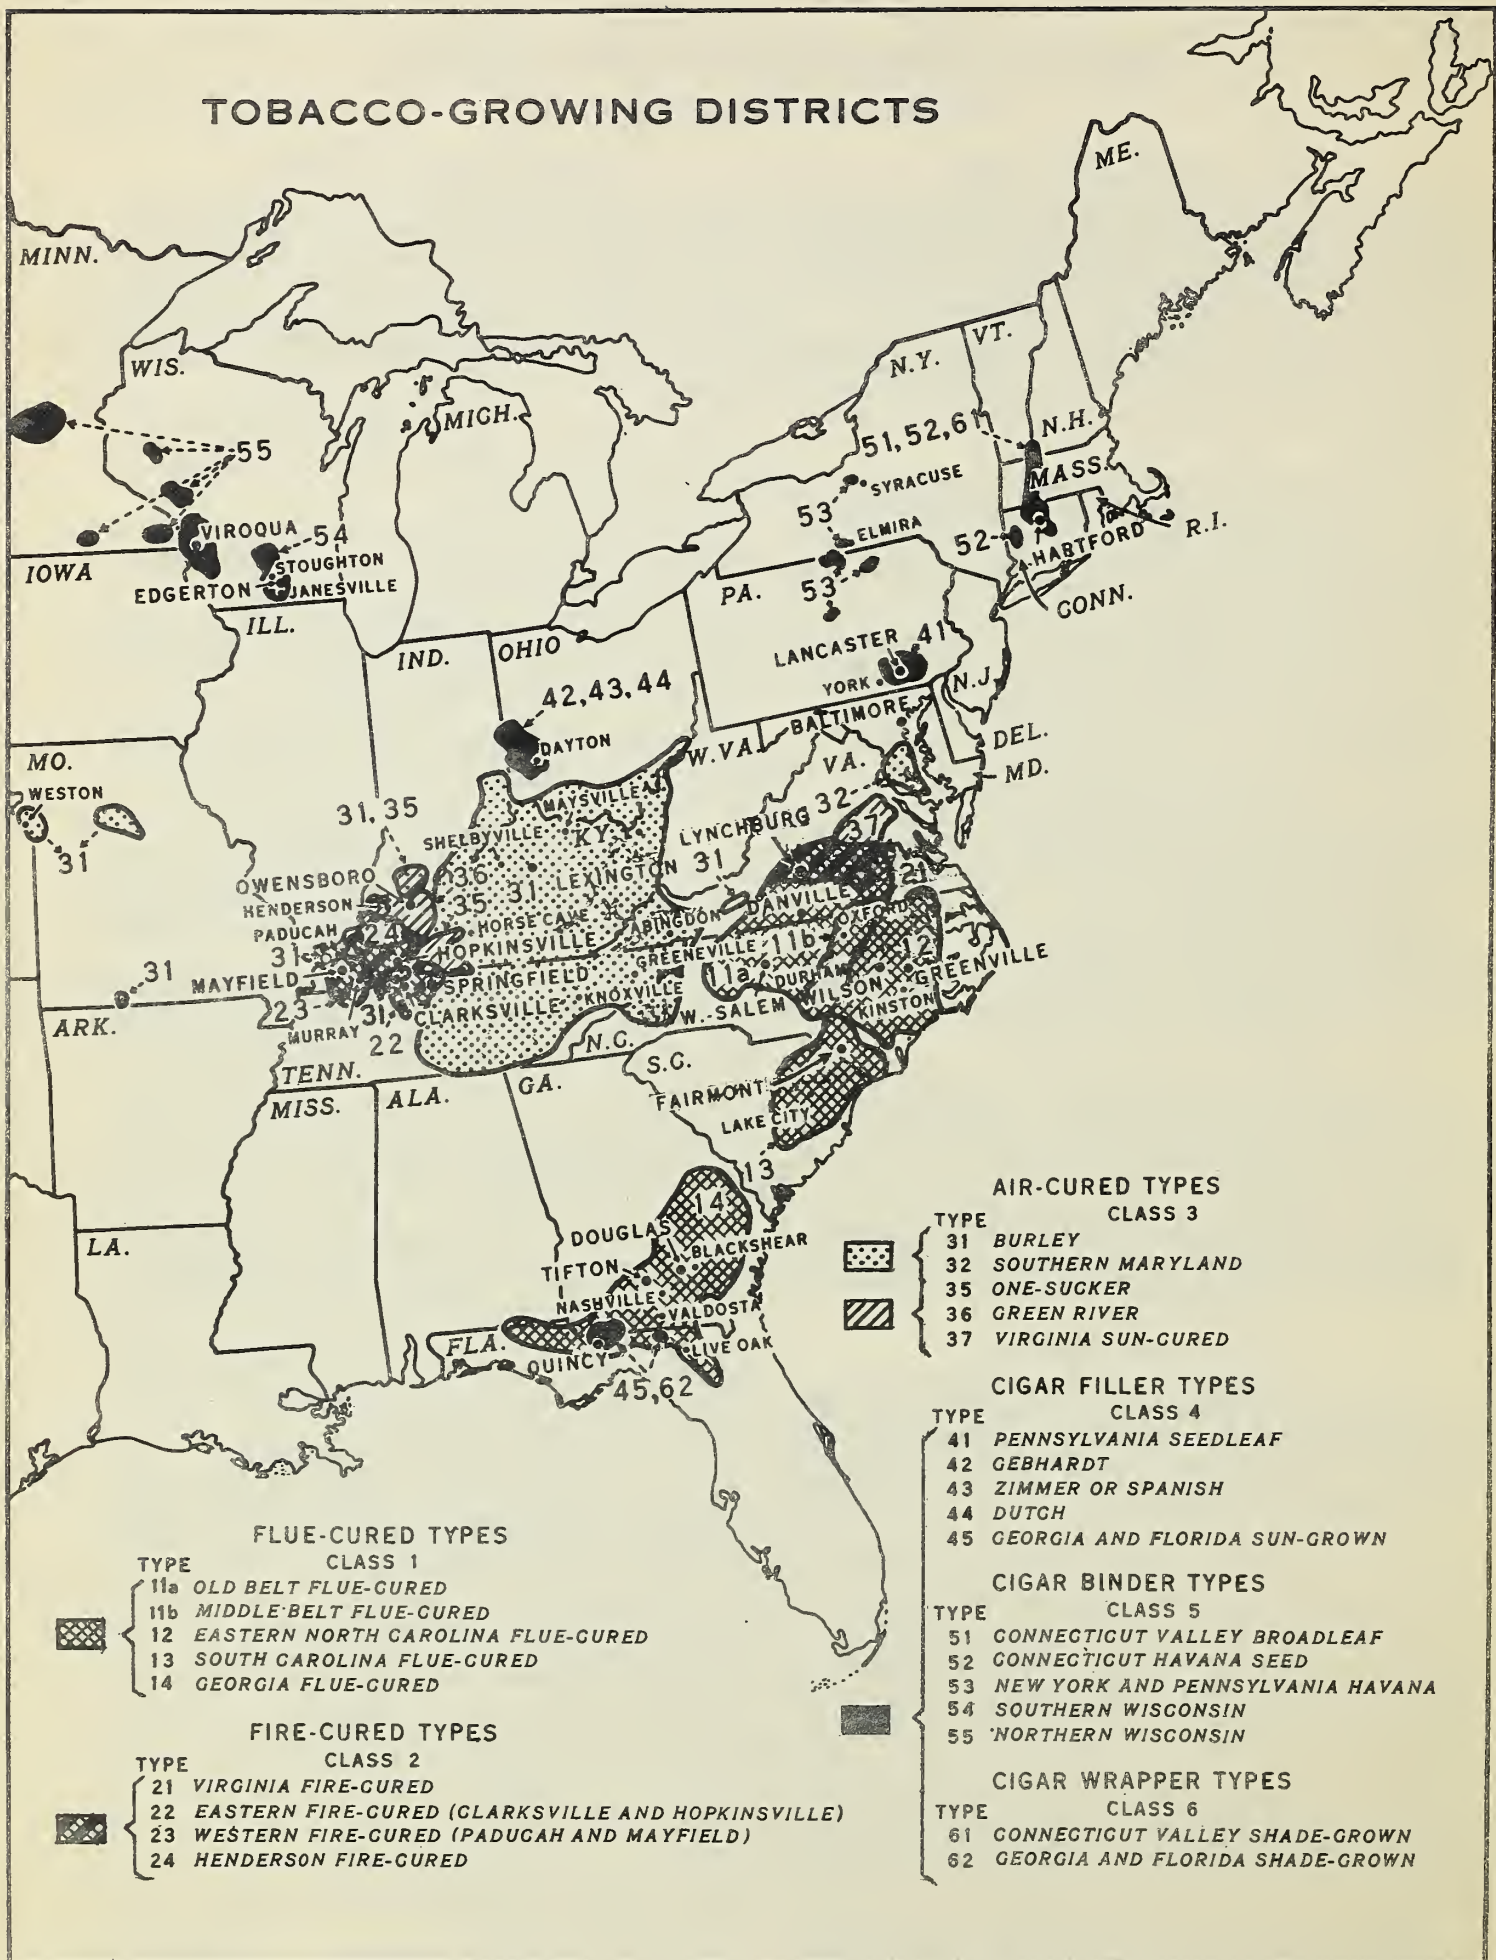 TOBACCO-GROWING DISTRICTS
ME.
MINN.
VT.
N.Y.
WIS.
MICH.
N.H.
51, 52, 61
55
MASS.
SYRACUSE
53
ELMIRA
R.I.
VIROQUA
54
52
HARTFORD
STOUGHTON
IOWA
EDGERTON
JANESVILLE
PA.
53
CONN.
ILL.
LANCASTER
41
OHIO
IND.
YORK
N.J.
42, 43, 44
BALTIMORE
DEL.
DAYTON
W.VA.
VA.
MD.
MO.
WESTON
MAYSVILLE
32
31, 35
LYNCHBURG
37
SHELBYVILLE
KY.
31
31
OWENSBORO
36
31
LEXINGTON
21
HENDERSON
35
DANVILLE
PADUCAH
24
HORSE CAVE
ABINGDON
OXFORD
31
HOPKINSVILLE
GREENEVILLE
11b
12
31
MAYFIELD
SPRINGFIELD
11a
DURHAM
GREENVILLE
KNOXVILLE
WILSON
23
31
CLARKSVILLE
W.-SALEM
KINSTON
ARK.
MURRAY
22
N.C.
S.C.
TENN.
GA.
MISS.
ALA.
FAIRMONT
LAKE CITY
13
14
DOUGLAS
LA.
BLACKSHEAR
TIFTON
NASHVILLE
VALDOSTA
FLA.
LIVE OAK
QUINCY
45, 62
AIR-CURED TYPES
TYPE CLASS 3
31 BURLEY
32 SOUTHERN MARYLAND
35 ONE-SUCKER
36 GREEN RIVER
37 VIRGINIA SUN-CURED
CIGAR FILLER TYPES
TYPE CLASS 4
41 PENNSYLVANIA SEEDLEAF
42 GEBHARDT
43 ZIMMER OR SPANISH
44 DUTCH
45 GEORGIA AND FLORIDA SUN-GROWN
CIGAR BINDER TYPES
TYPE CLASS 5
51 CONNECTICUT VALLEY BROADLEAF
52 CONNECTICUT HAVANA SEED
53 NEW YORK AND PENNSYLVANIA HAVANA
54 SOUTHERN WISCONSIN
55 NORTHERN WISCONSIN
CIGAR WRAPPER TYPES
TYPE CLASS 6
61 CONNECTICUT VALLEY SHADE-GROWN
62 GEORGIA AND FLORIDA SHADE-GROWN
FLUE-CURED TYPES
TYPE CLASS 1
11a OLD BELT FLUE-CURED
11b MIDDLE BELT FLUE-CURED
12 EASTERN NORTH CAROLINA FLUE-CURED
13 SOUTH CAROLINA FLUE-CURED
14 GEORGIA FLUE-CURED
FIRE-CURED TYPES
TYPE CLASS 2
21 VIRGINIA FIRE-CURED
22 EASTERN FIRE-CURED (CLARKSVILLE AND HOPKINSVILLE)
23 WESTERN FIRE-CURED (PADUCAH AND MAYFIELD)
24 HENDERSON FIRE-CURED